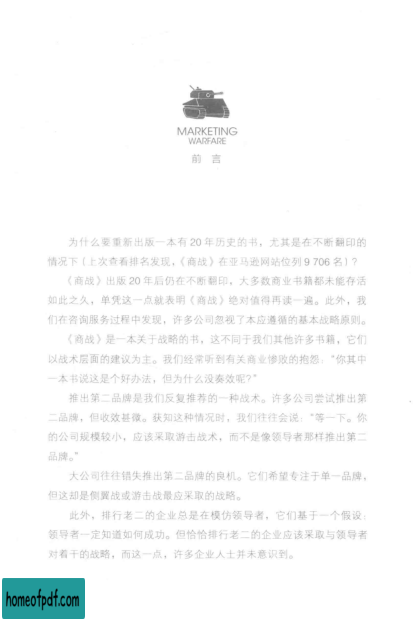 MARKETING
WARFARE
前 言
为什么要重新出版一本有 20 年历史的书，尤其是在不断翻印的
情况下（上次查看排名发现，《商战》在亚马逊网站位列 9 706 名）？
《商战》出版 20 年后仍在不断翻印，大多数商业书籍都未能存活
如此之久，单凭这一点就表明《商战》绝对值得再读一遍。此外，我
们在咨询服务过程中发现，许多公司忽视了本应遵循的基本战略原则。
《商战》是一本关于战略的书，这不同于我们其他许多书籍，它们
以战术层面的建议为主。我们经常听到有关商业惨败的抱怨：“你其中
一本书说这是个好办法，但为什么没奏效呢？”
推出第二品牌是我们反复推荐的一种战术。许多公司尝试推出第
二品牌，但收效甚微。获知这种情况时，我们往往会说：“等一下。你
的公司规模较小，应该采取游击战术，而不是像领导者那样推出第二
品牌。”
大公司往往错失推出第二品牌的良机。它们希望专注于单一品牌，
但这却是侧翼战或游击战最应采取的战略。
此外，排行老二的企业总是在模仿领导者，它们基于一个假设：
领导者一定知道如何成功。但恰恰排行老二的企业应该采取与领导者
对着干的战略，而这一点，许多企业人士并未意识到。
homeofpdf.com